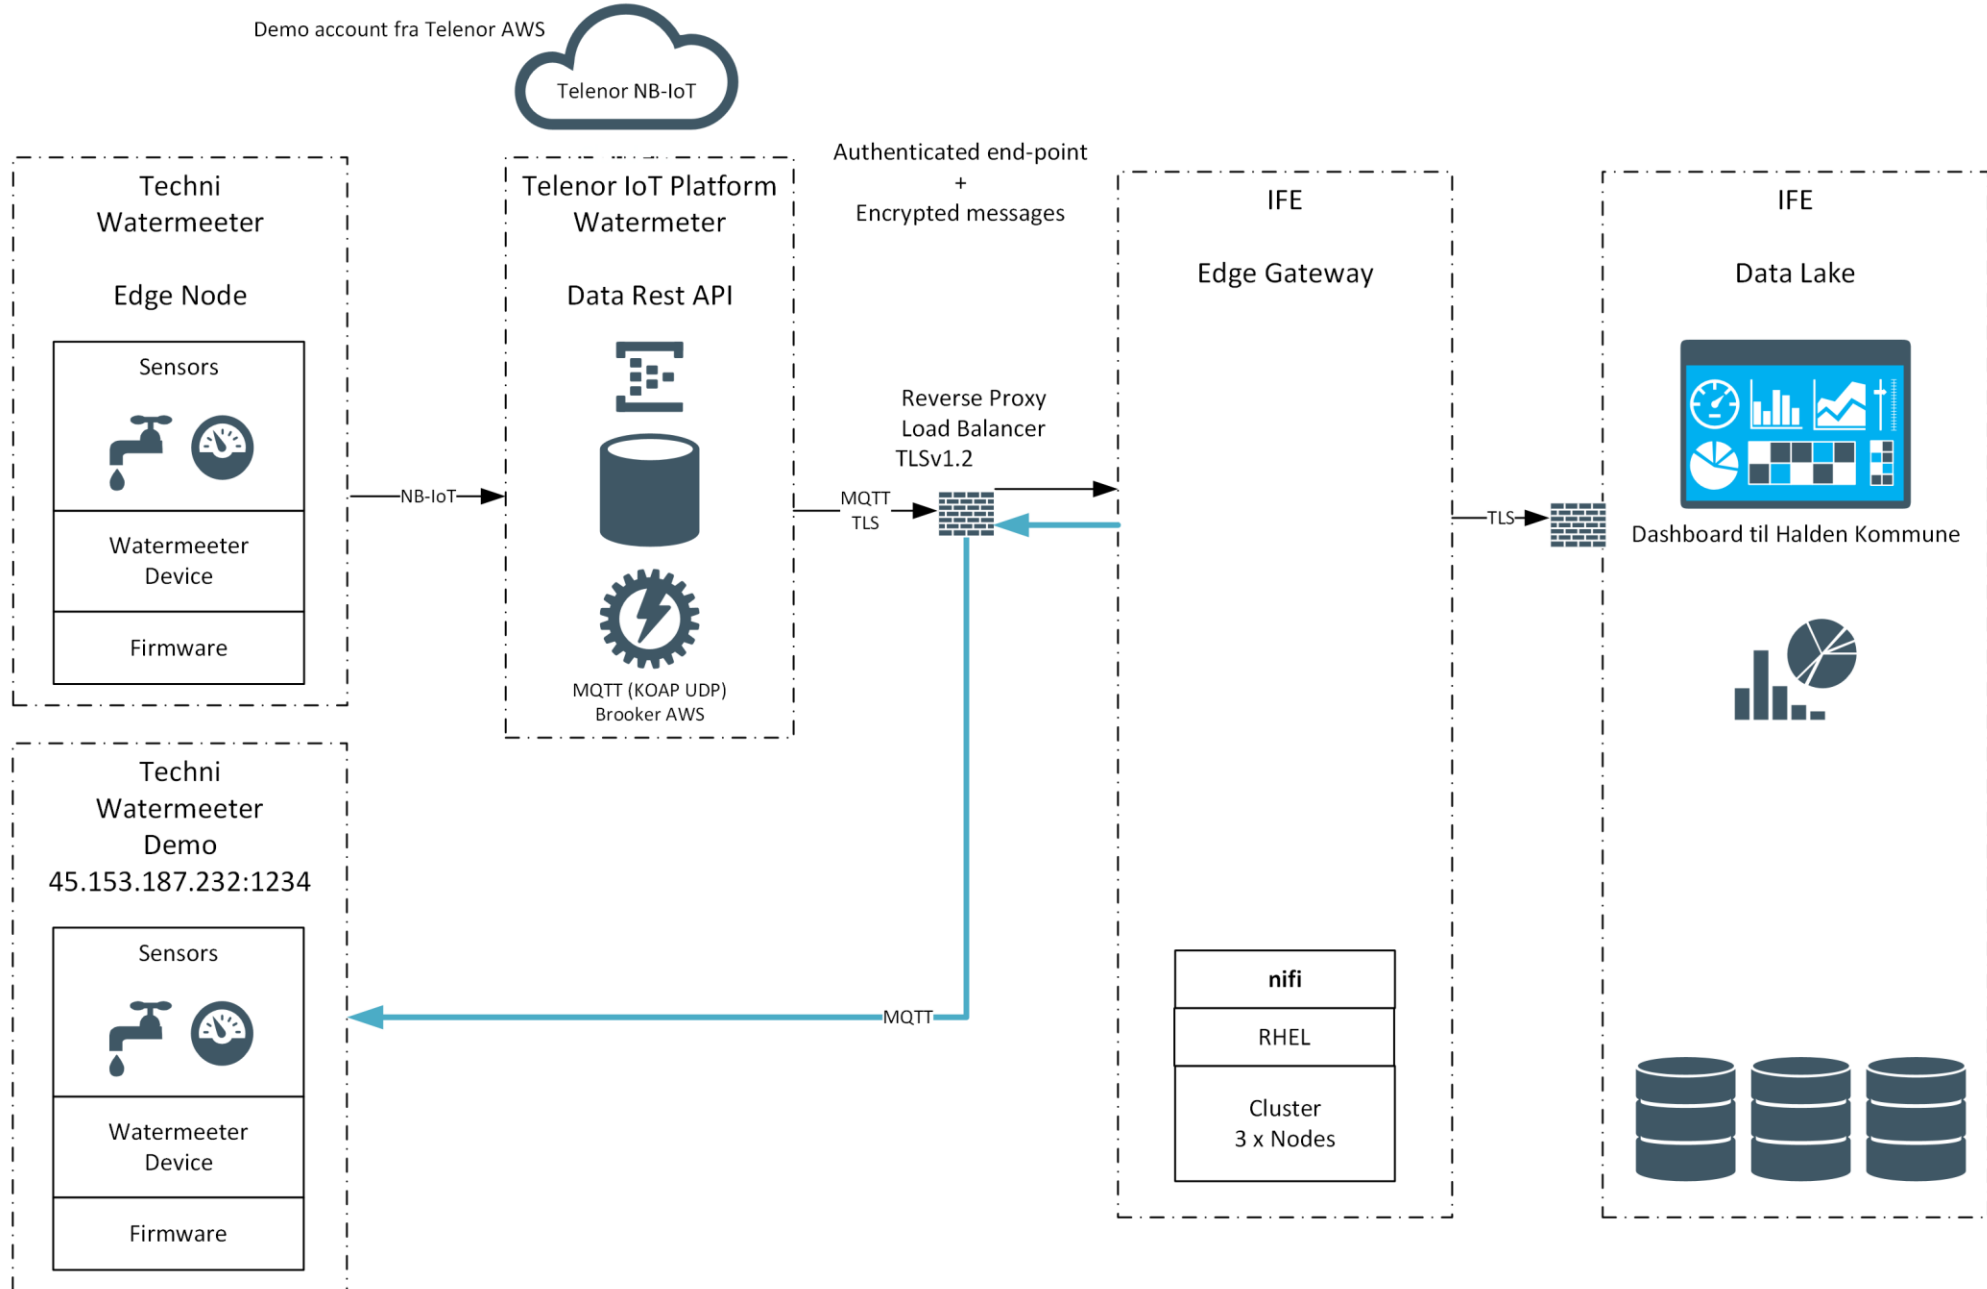 Demo account fra Telenor AWS
Telenor NB-IoT
Techni
Watermeeter
Edge Node
Sensors
Watermeeter
Device
Firmware
NB-IoT
Telenor IoT Platform
Watermeter
Data Rest API
MQTT (KOAP UDP)
Brooker AWS
Authenticated end-point
+
Encrypted messages
MQTT
TLS
Reverse Proxy
Load Balancer
TLSv1.2
IFE
Edge Gateway
nifi
RHEL
Cluster
3 x Nodes
TLS
IFE
Data Lake
Dashboard til Halden Kommune
Techni
Watermeeter
Demo
45.153.187.232:1234
Sensors
Watermeeter
Device
Firmware
MQTT